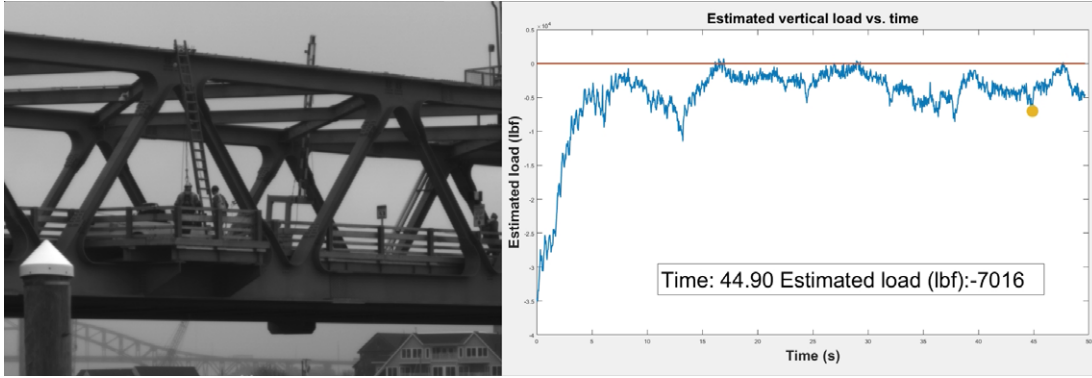 Estimated vertical load vs. time
×10⁴
0.5
0
-0.5
-1
-1.5
-2
-2.5
-3
-3.5
-4
Estimated load (lbf)
Time: 44.90 Estimated load (lbf):-7016
0 5 10 15 20 25 30 35 40 45 50
Time (s)